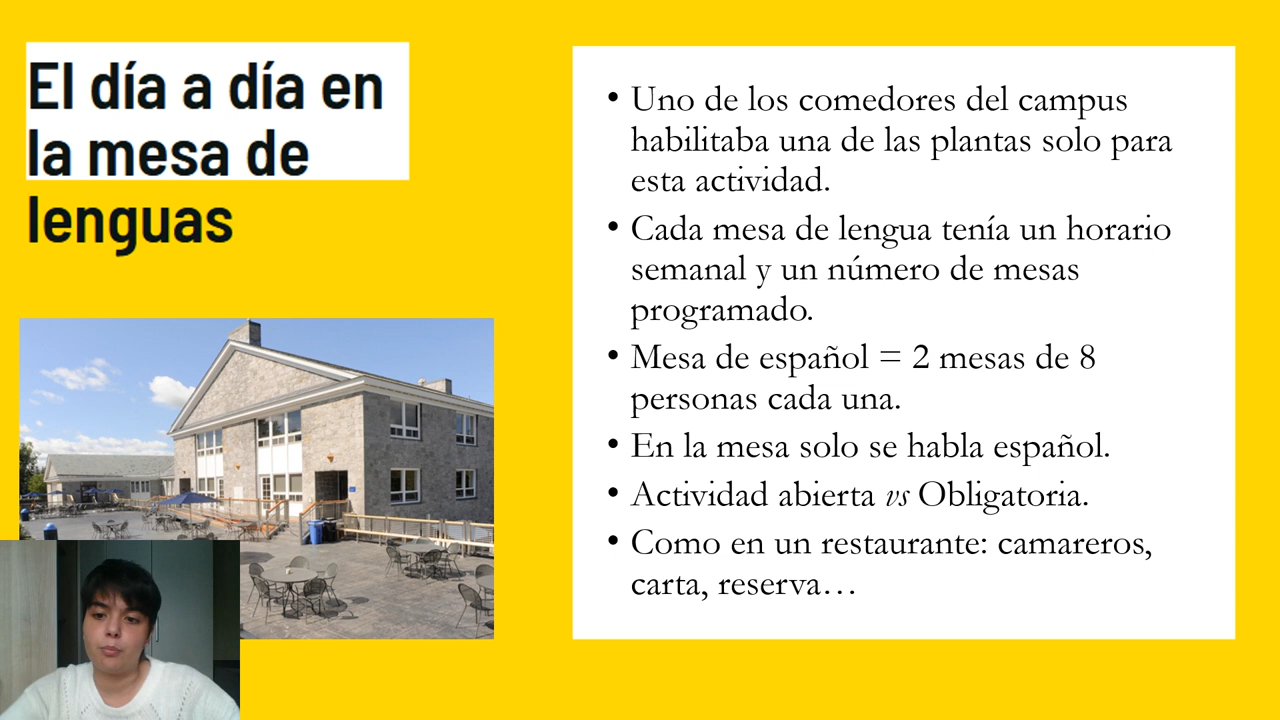 El día a día en
la mesa de
lenguas
• Uno de los comedores del campus
habilitaba una de las plantas solo para
esta actividad.
• Cada mesa de lengua tenía un horario
semanal y un número de mesas
programado.
• Mesa de español = 2 mesas de 8
personas cada una.
• En la mesa solo se habla español.
• Actividad abierta vs Obligatoria.
• Como en un restaurante: camareros,
carta, reserva…